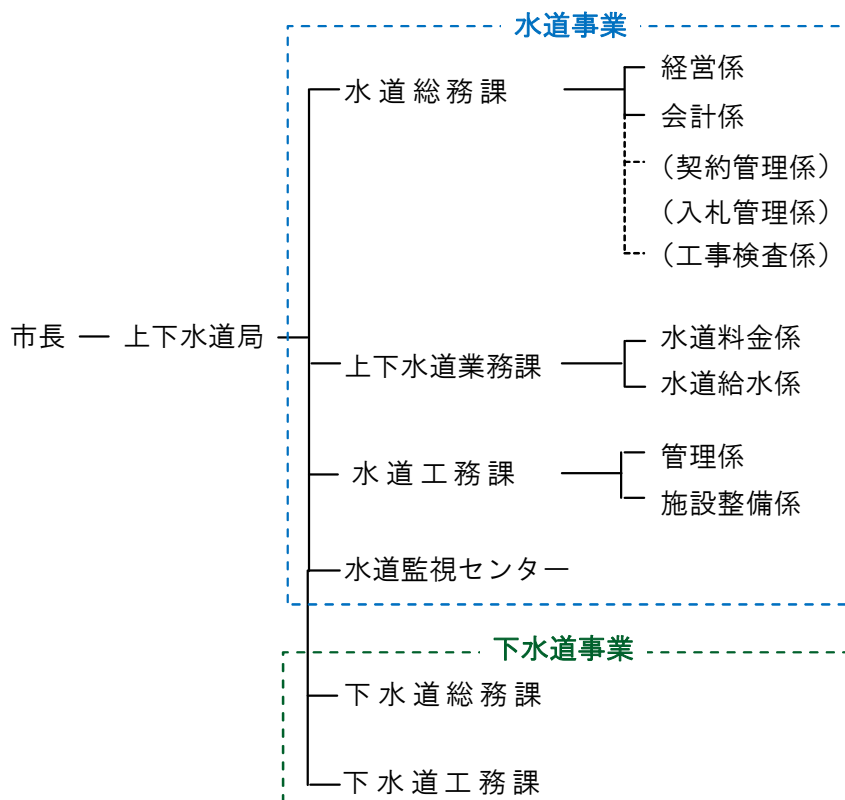 水道事業
水道総務課
経営係
会計係
（契約管理係）
（入札管理係）
（工事検査係）
市長
上下水道局
上下水道業務課
水道料金係
水道給水係
水道工務課
管理係
施設整備係
水道監視センター
下水道事業
下水道総務課
下水道工務課